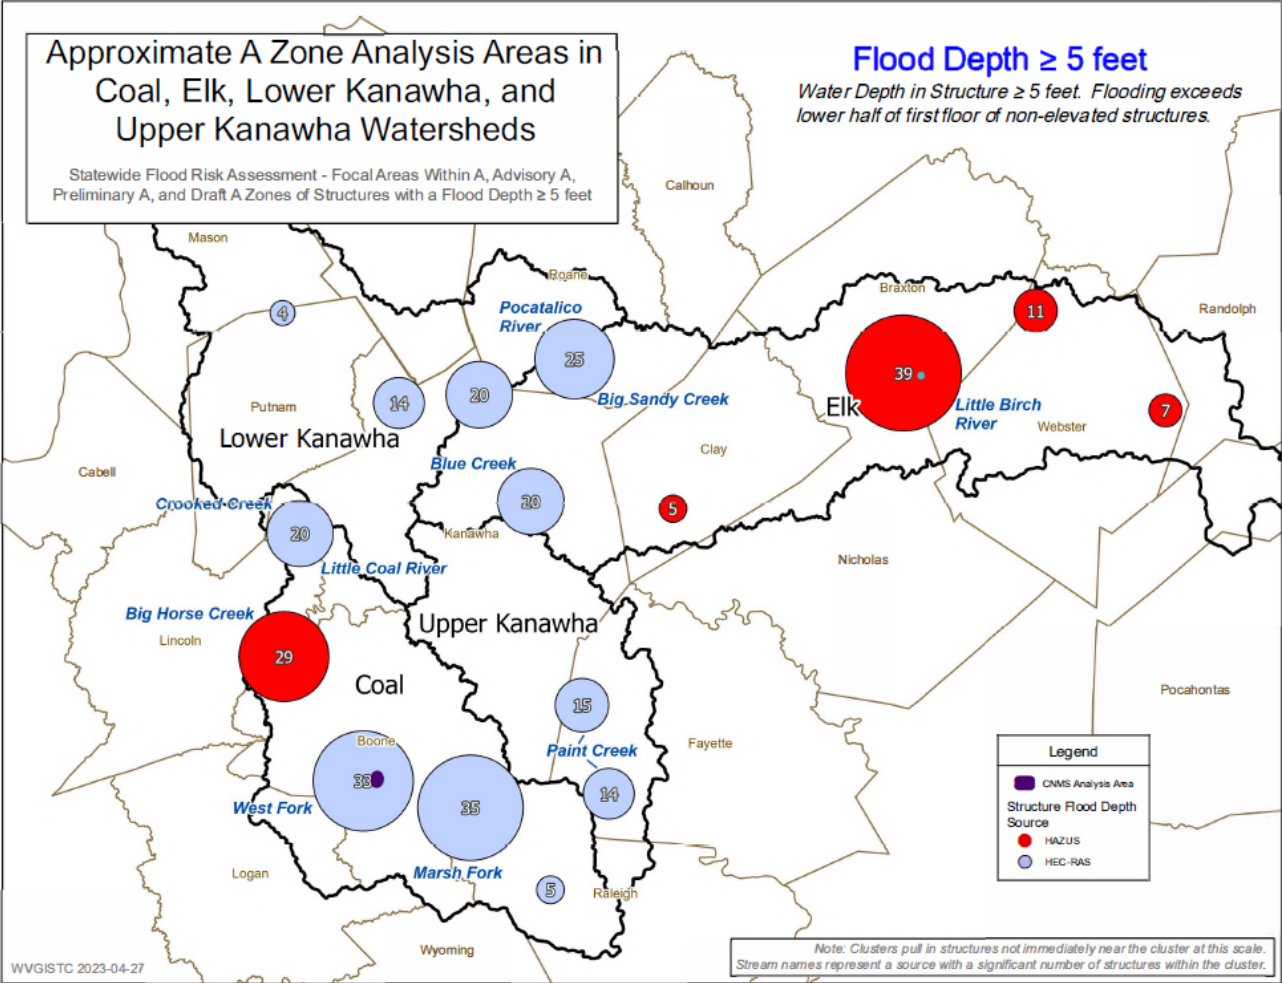 Approximate A Zone Analysis Areas in
Coal, Elk, Lower Kanawha, and
Upper Kanawha Watersheds
Statewide Flood Risk Assessment - Focal Areas Within A, Advisory A,
Preliminary A, and Draft A Zones of Structures with a Flood Depth ≥ 5 feet
Flood Depth ≥ 5 feet
Water Depth in Structure ≥ 5 feet. Flooding exceeds
lower half of first floor of non-elevated structures.
Calhoun
Mason
Roane
Braxton
Randolph
Pocatalico
River
4
11
25
39
20
14
7
Big Sandy Creek
Elk
Little Birch
River
Putnam
Lower Kanawha
Webster
Clay
Cabell
Blue Creek
Crooked Creek
20
5
20
Kanawha
Nicholas
Little Coal River
Big Horse Creek
Lincoln
Upper Kanawha
29
Coal
Pocahontas
15
Boone
Paint Creek
Fayette
33
35
14
West Fork
Marsh Fork
Logan
5
Raleigh
Wyoming
Legend
CNMS Analysis Area
Structure Flood Depth
Source
HAZUS
HEC-RAS
Note: Clusters pull in structures not immediately near the cluster at this scale.
Stream names represent a source with a significant number of structures within the cluster.
WVGISTC 2023-04-27